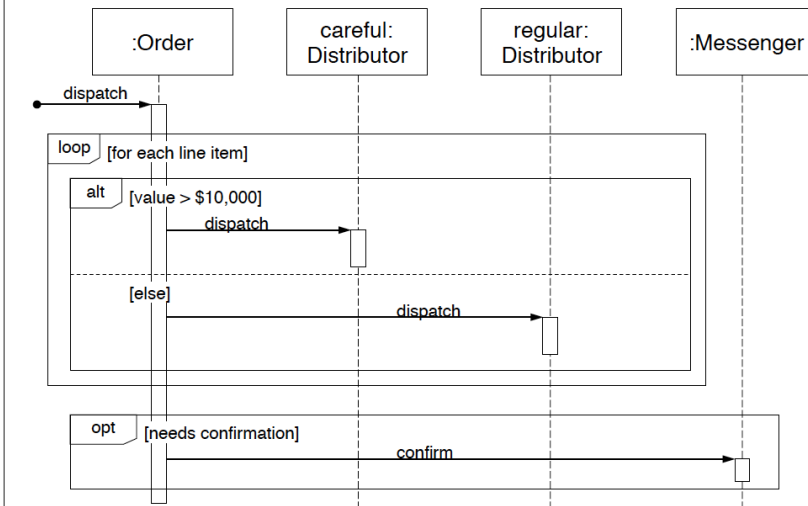 :Order
careful:
Distributor
regular:
Distributor
:Messenger
dispatch
loop
[for each line item]
alt
[value > $10,000]
dispatch
[else]
dispatch
opt
[needs confirmation]
confirm